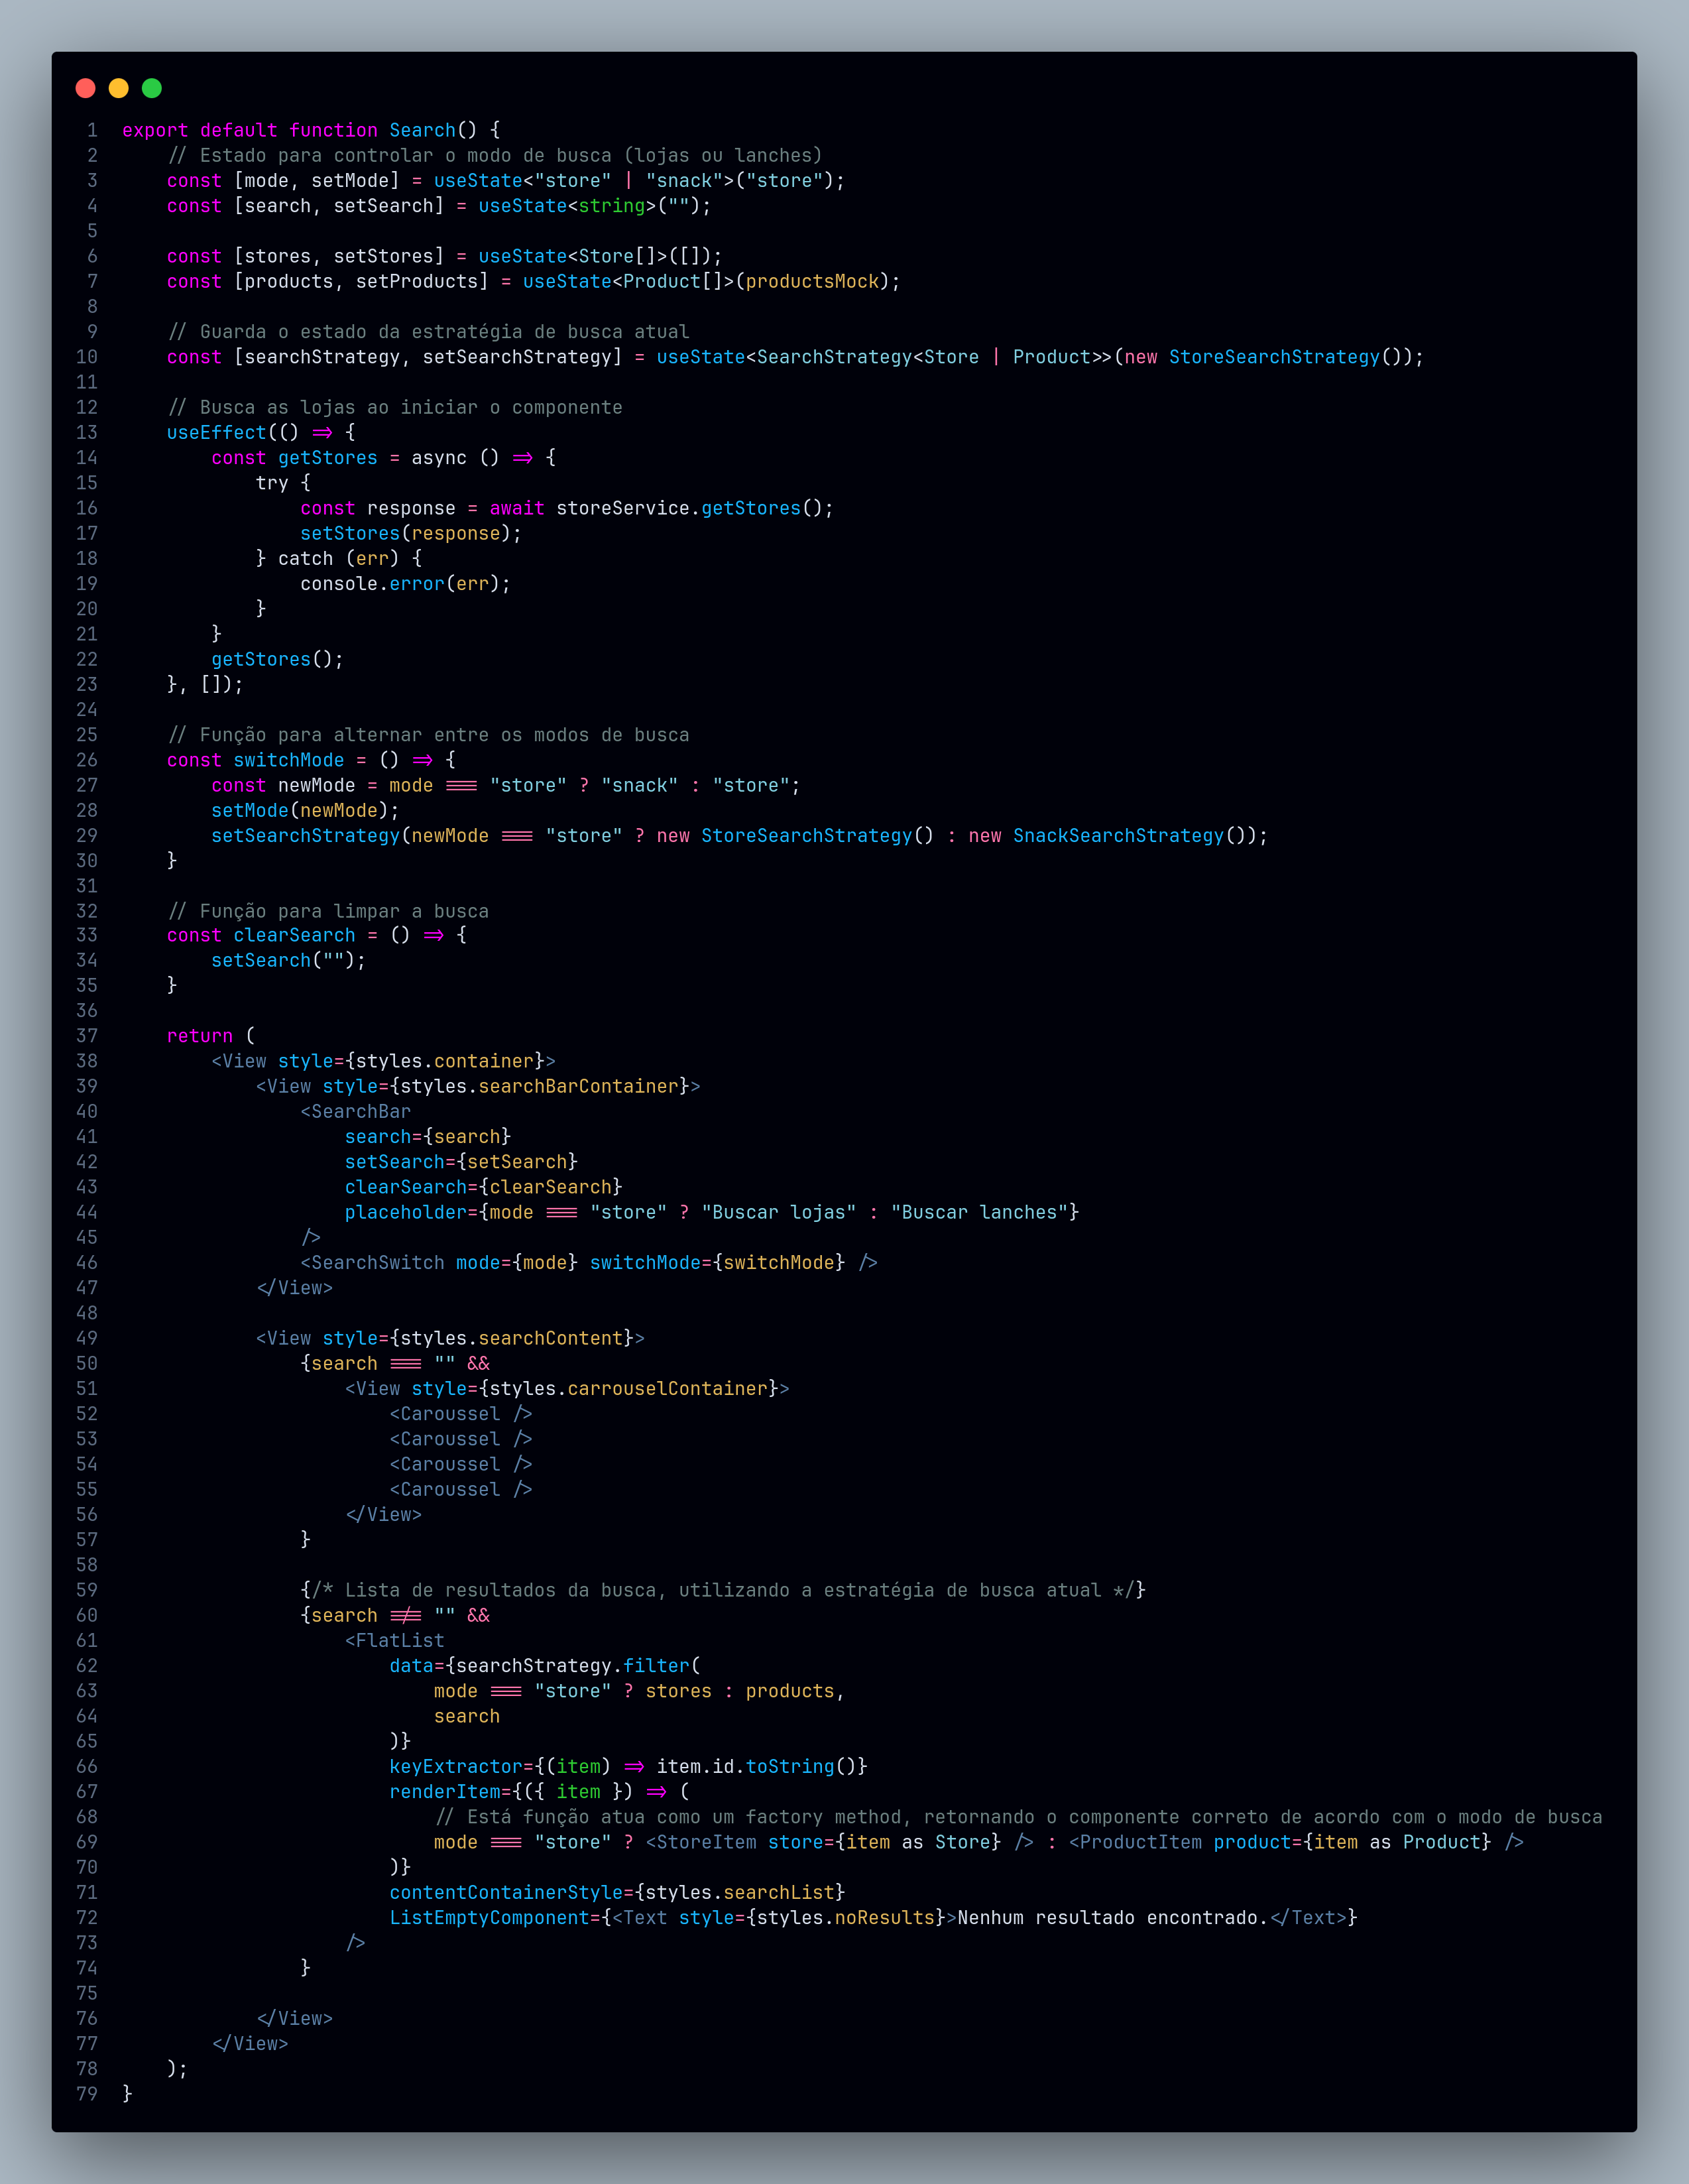 1 export default function Search() {
2     // Estado para controlar o modo de busca (lojas ou lanches)
3     const [mode, setMode] = useState<"store" | "snack">("store");
4     const [search, setSearch] = useState<string>("");
5
6     const [stores, setStores] = useState<Store[]>([]);
7     const [products, setProducts] = useState<Product[]>(productsMock);
8
9     // Guarda o estado da estratégia de busca atual
10     const [searchStrategy, setSearchStrategy] = useState<SearchStrategy<Store | Product>>(new StoreSearchStrategy());
11
12     // Busca as lojas ao iniciar o componente
13     useEffect(() => {
14         const getStores = async () => {
15             try {
16                 const response = await storeService.getStores();
17                 setStores(response);
18             } catch (err) {
19                 console.error(err);
20             }
21         }
22         getStores();
23     }, []);
24
25     // Função para alternar entre os modos de busca
26     const switchMode = () => {
27         const newMode = mode === "store" ? "snack" : "store";
28         setMode(newMode);
29         setSearchStrategy(newMode === "store" ? new StoreSearchStrategy() : new SnackSearchStrategy());
30     }
31
32     // Função para limpar a busca
33     const clearSearch = () => {
34         setSearch("");
35     }
36
37     return (
38         <View style={styles.container}>
39             <View style={styles.searchBarContainer}>
40                 <SearchBar
41                     search={search}
42                     setSearch={setSearch}
43                     clearSearch={clearSearch}
44                     placeholder={mode === "store" ? "Buscar lojas" : "Buscar lanches"}
45                 />
46                 <SearchSwitch mode={mode} switchMode={switchMode} />
47             </View>
48
49             <View style={styles.searchContent}>
50                 {search === "" &&
51                     <View style={styles.carrouselContainer}>
52                         <Caroussel />
53                         <Caroussel />
54                         <Caroussel />
55                         <Caroussel />
56                     </View>
57                 }
58
59                 {/* Lista de resultados da busca, utilizando a estratégia de busca atual */}
60                 {search !== "" &&
61                     <FlatList
62                         data={searchStrategy.filter(
63                             mode === "store" ? stores : products,
64                             search
65                         )}
66                         keyExtractor={(item) => item.id.toString()}
67                         renderItem={({ item }) => (
68                             // Está função atua como um factory method, retornando o componente correto de acordo com o modo de busca
69                             mode === "store" ? <StoreItem store={item as Store} /> : <ProductItem product={item as Product} />
70                         )}
71                         contentContainerStyle={styles.searchList}
72                         ListEmptyComponent={<Text style={styles.noResults}>Nenhum resultado encontrado.</Text>}
73                     />
74                 }
75
76             </View>
77         </View>
78     );
79 }